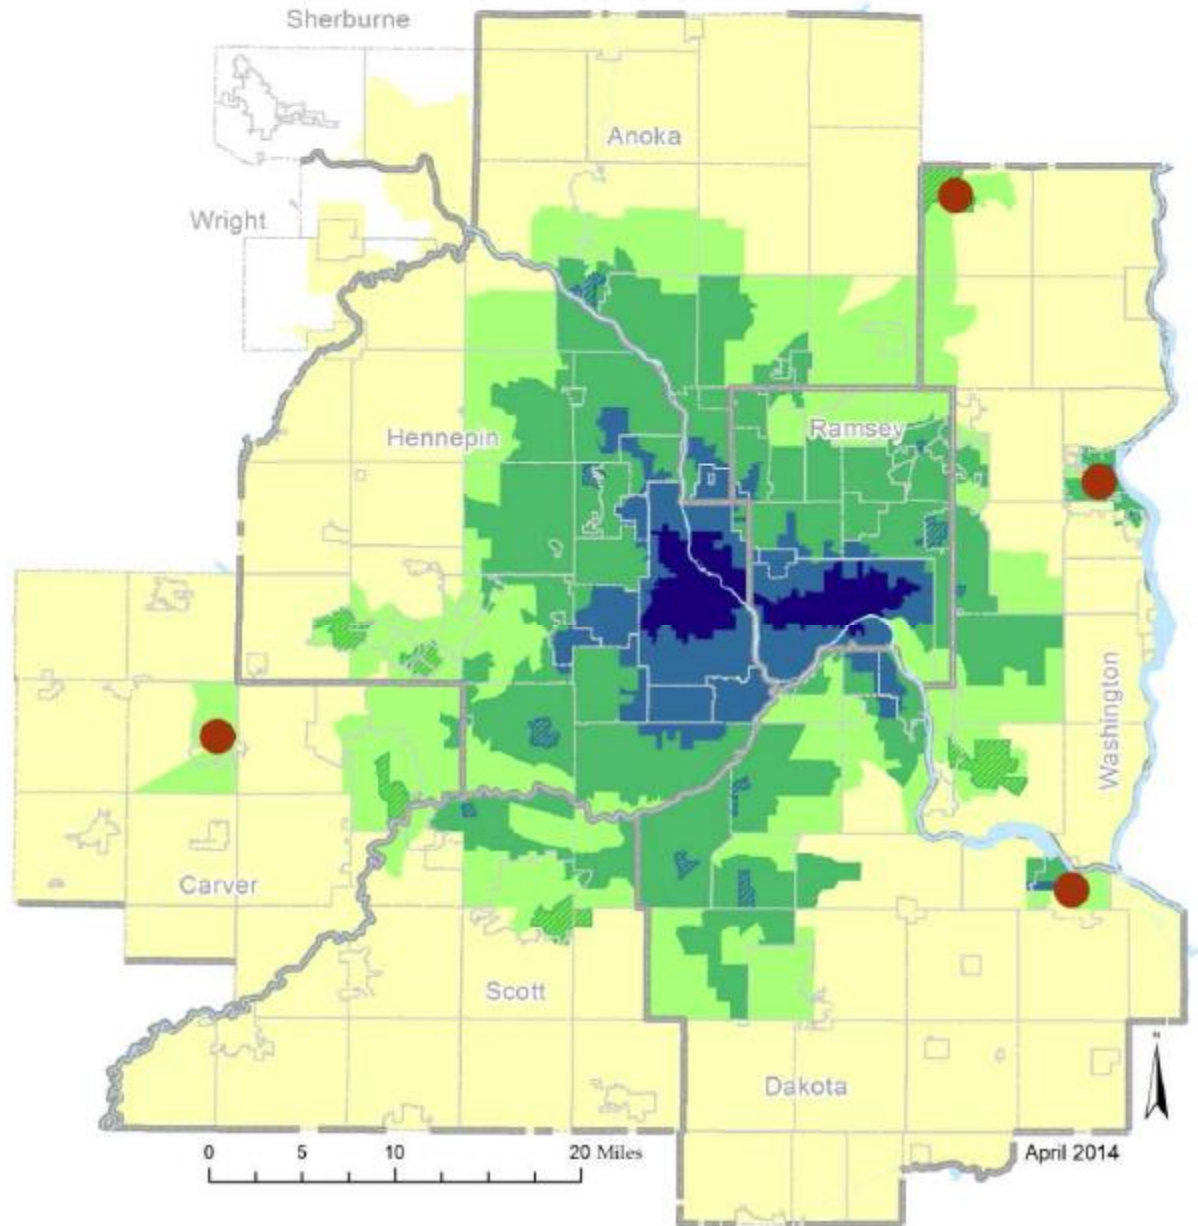 Sherburne
Anoka
Wright
Ramsey
Hennepin
Washington
Carver
Scott
Dakota
N
0 5 10 20 Miles
April 2014